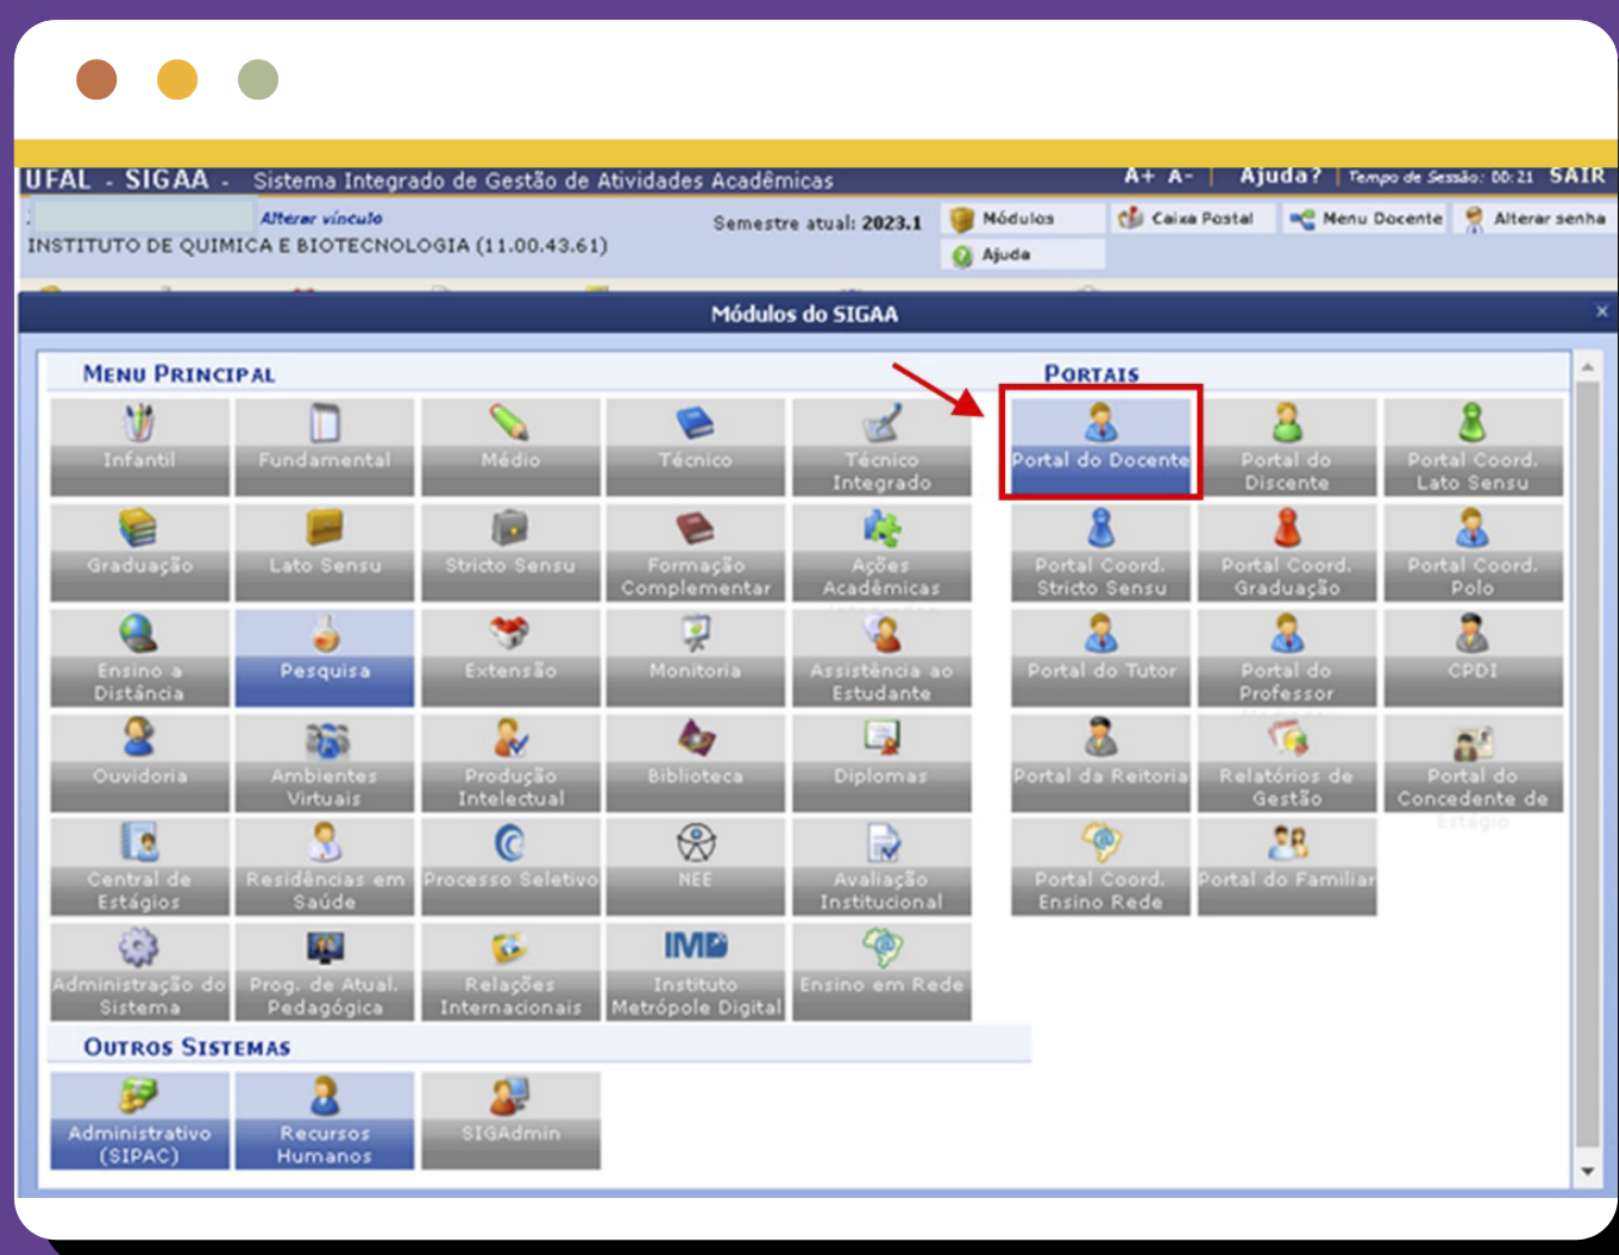 UFAL - SIGAA - Sistema Integrado de Gestão de Atividades Acadêmicas
A+ A- | Ajuda? | Tempo de Sessão: 00:21 SAIR
Alterar vínculo
INSTITUTO DE QUIMICA E BIOTECNOLOGIA (11.00.43.61)
Semestre atual: 2023.1
Módulos
Caixa Postal
Menu Docente
Alterar senha
Ajuda
Módulos do SIGAA
×
MENU PRINCIPAL
Infantil
Fundamental
Médio
Técnico
Técnico
Integrado
Graduação
Lato Sensu
Stricto Sensu
Formação
Complementar
Ações
Acadêmicas
Ensino a
Distância
Pesquisa
Extensão
Monitoria
Assistência ao
Estudante
Ouvidoria
Ambientes
Virtuais
Produção
Intelectual
Biblioteca
Diplomas
Central de
Estágios
Residências em
Saúde
Processo Seletivo
NEE
Avaliação
Institucional
Administração do
Sistema
Prog. de Atual.
Pedagógica
Relações
Internacionais
IMD
Instituto
Metrópole Digital
Ensino em Rede
PORTAIS
Portal do Docente
Portal do
Discente
Portal Coord.
Lato Sensu
Portal Coord.
Stricto Sensu
Portal Coord.
Graduação
Portal Coord.
Polo
Portal do Tutor
Portal do
Professor
CPDI
Portal da Reitoria
Relatórios de
Gestão
Portal do
Concedente de
Estágio
Portal Coord.
Ensino Rede
Portal do Familiar
OUTROS SISTEMAS
Administrativo
(SIPAC)
Recursos
Humanos
SIGAdmin